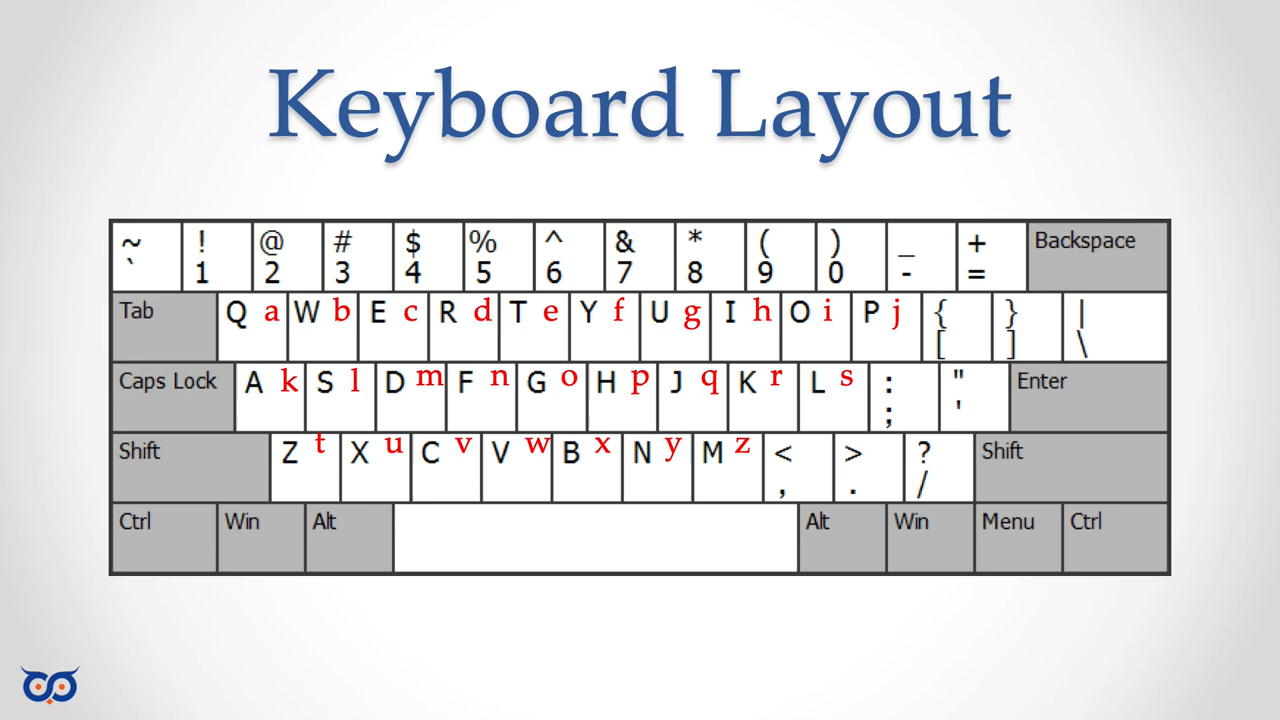 Keyboard Layout
~ ! @ # $ % ^ & * ( ) _ + Backspace
` 1 2 3 4 5 6 7 8 9 0 - =
Tab Q a W b E c R d T e Y f U g I h O i P j { } |
[ ] \
Caps Lock A k S l D m F n G o H p J q K r L s : " Enter
; '
Shift Z t X u C v V w B x N y M z < > ? Shift
, . /
Ctrl Win Alt Alt Win Menu Ctrl